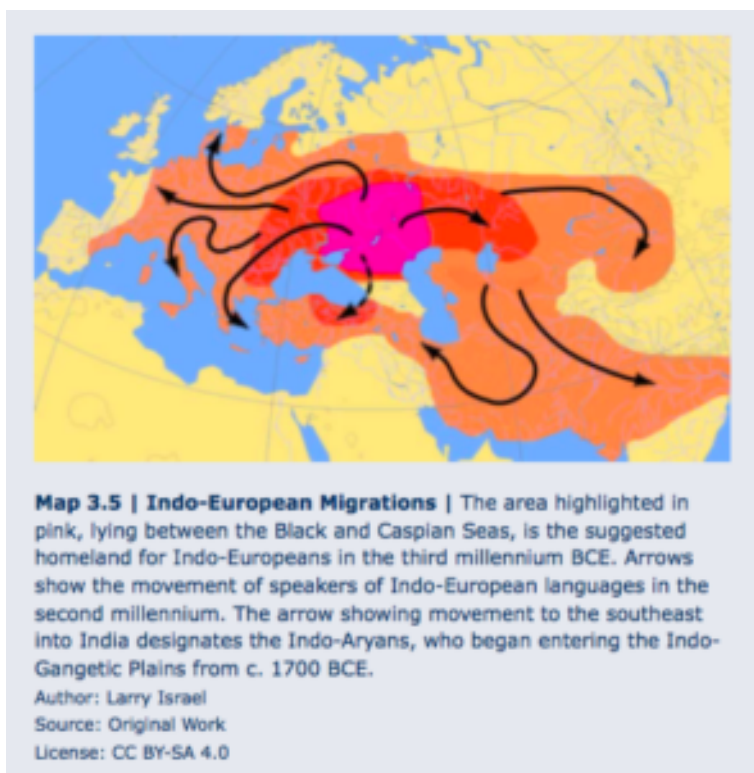 Map 3.5 | Indo-European Migrations | The area highlighted in
pink, lying between the Black and Caspian Seas, is the suggested
homeland for Indo-Europeans in the third millennium BCE. Arrows
show the movement of speakers of Indo-European languages in the
second millennium. The arrow showing movement to the southeast
into India designates the Indo-Aryans, who began entering the Indo-
Gangetic Plains from c. 1700 BCE.
Author: Larry Israel
Source: Original Work
License: CC BY-SA 4.0